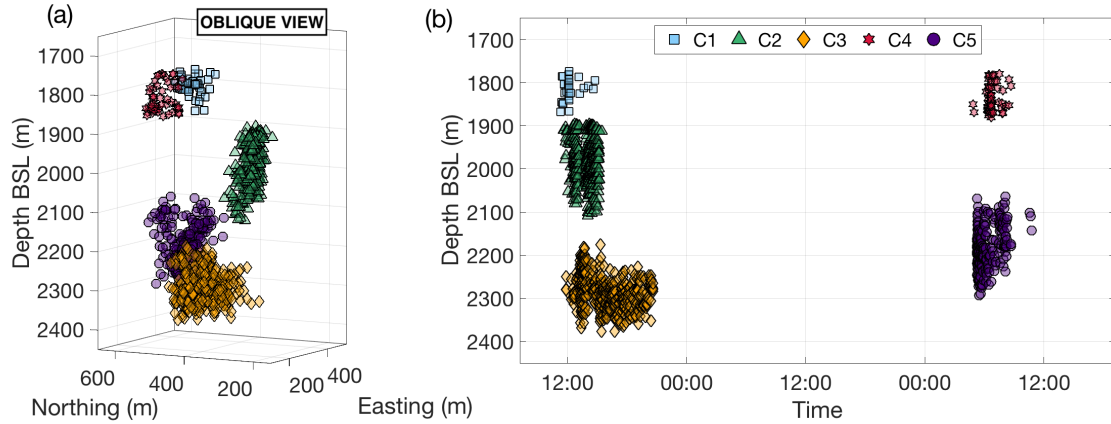 (a)
OBLIQUE VIEW
1700
1800
1900
2000
2100
2200
2300
2400
Depth BSL (m)
600
400
200
Northing (m)
200
400
Easting (m)
(b)
C1 C2 C3 C4 C5
1700
1800
1900
2000
2100
2200
2300
2400
Depth BSL (m)
12:00 00:00 12:00 00:00 12:00
Time